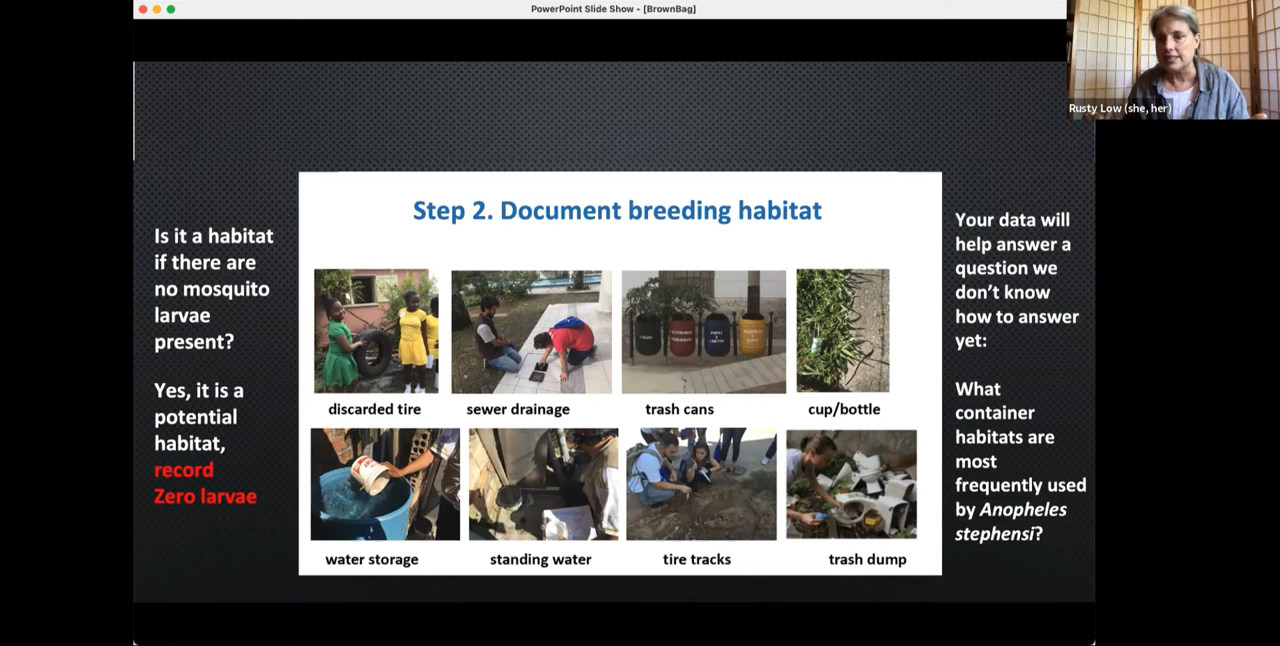 PowerPoint Slide Show - [BrownBag]
Rusty Low (she, her)
Step 2. Document breeding habitat
Is it a habitat
if there are
no mosquito
larvae
present?
Yes, it is a
potential
habitat,
record
Zero larvae
discarded tire
sewer drainage
trash cans
cup/bottle
water storage
standing water
tire tracks
trash dump
Your data will
help answer a
question we
don’t know
how to answer
yet:
What
container
habitats are
most
frequently used
by Anopheles
stephensi?